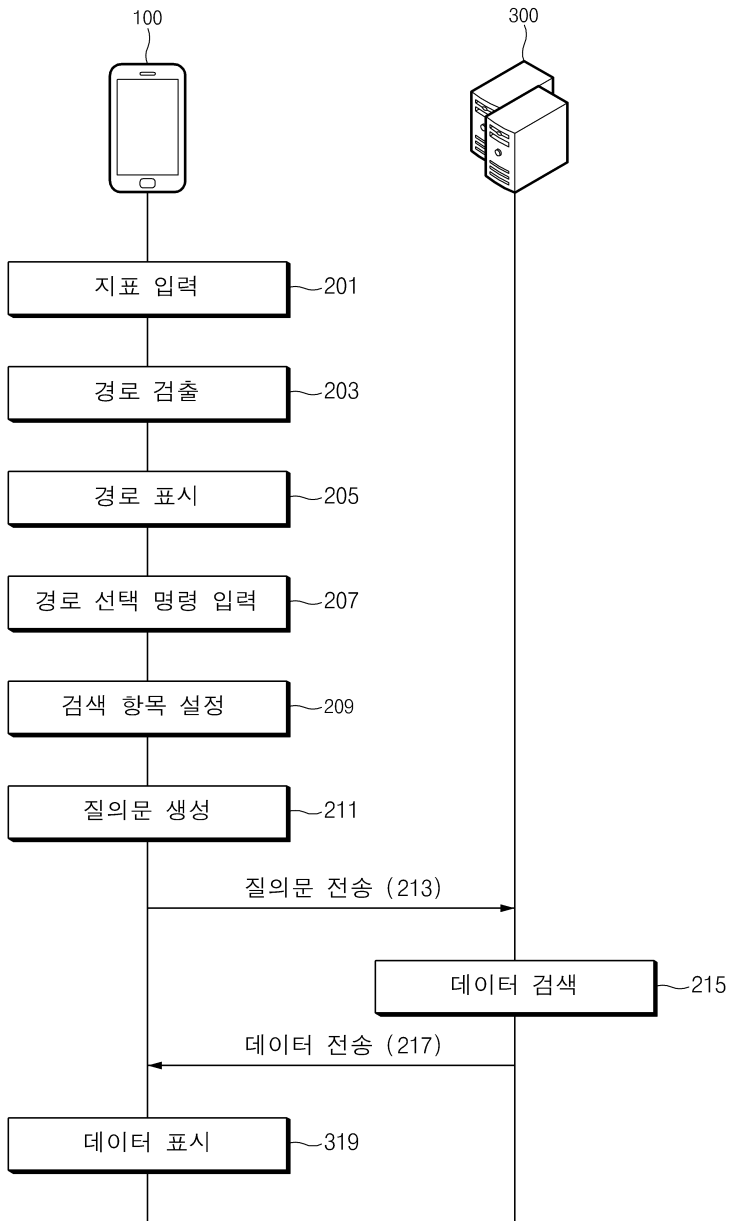 100
300
지표 입력
201
경로 검출
203
경로 표시
205
경로 선택 명령 입력
207
검색 항목 설정
209
질의문 생성
211
질의문 전송 (213)
데이터 검색
215
데이터 전송 (217)
데이터 표시
319